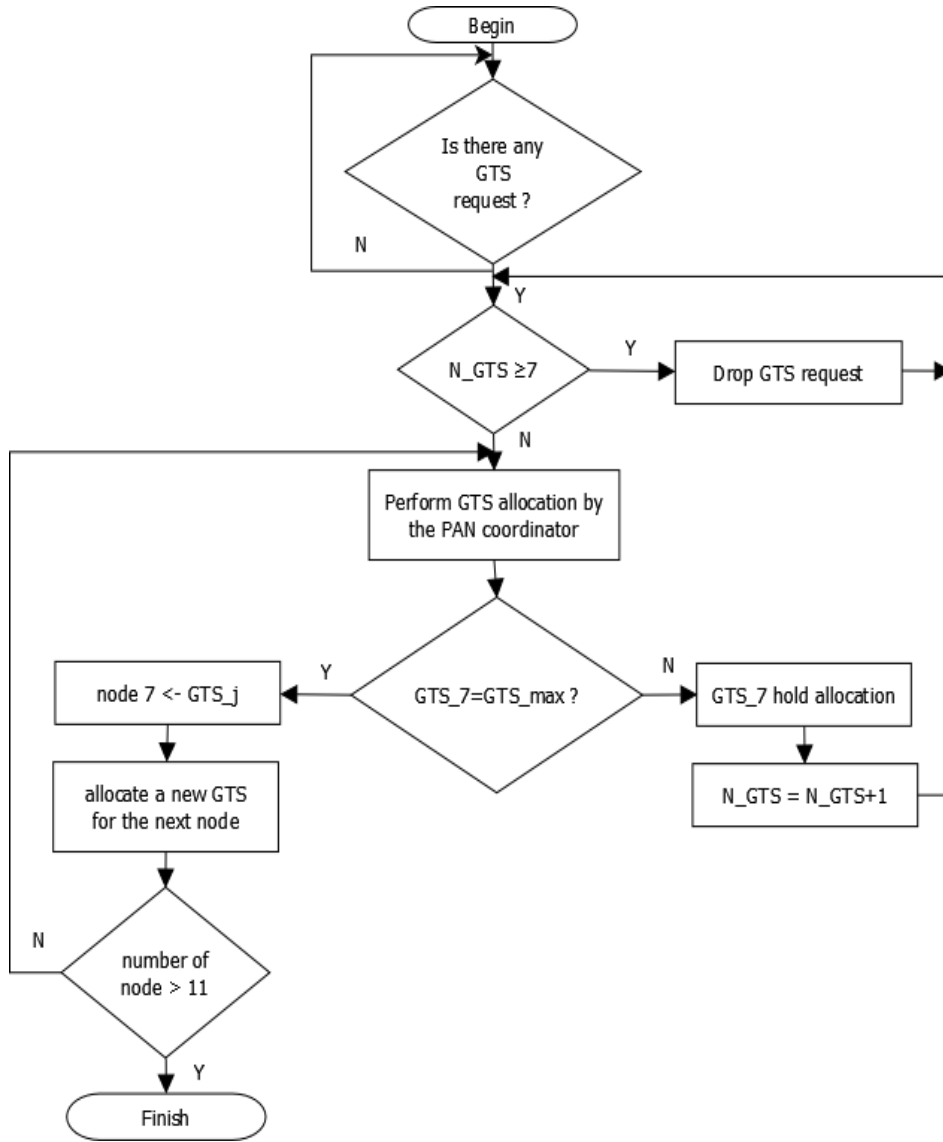 Begin
Is there any
GTS
request ?
N
Y
N_GTS ≥7
Y
Drop GTS request
N
Perform GTS allocation by
the PAN coordinator
GTS_7=GTS_max ?
Y
N
node 7 <- GTS_j
GTS_7 hold allocation
allocate a new GTS
for the next node
N_GTS = N_GTS+1
number of
node > 11
N
Y
Finish